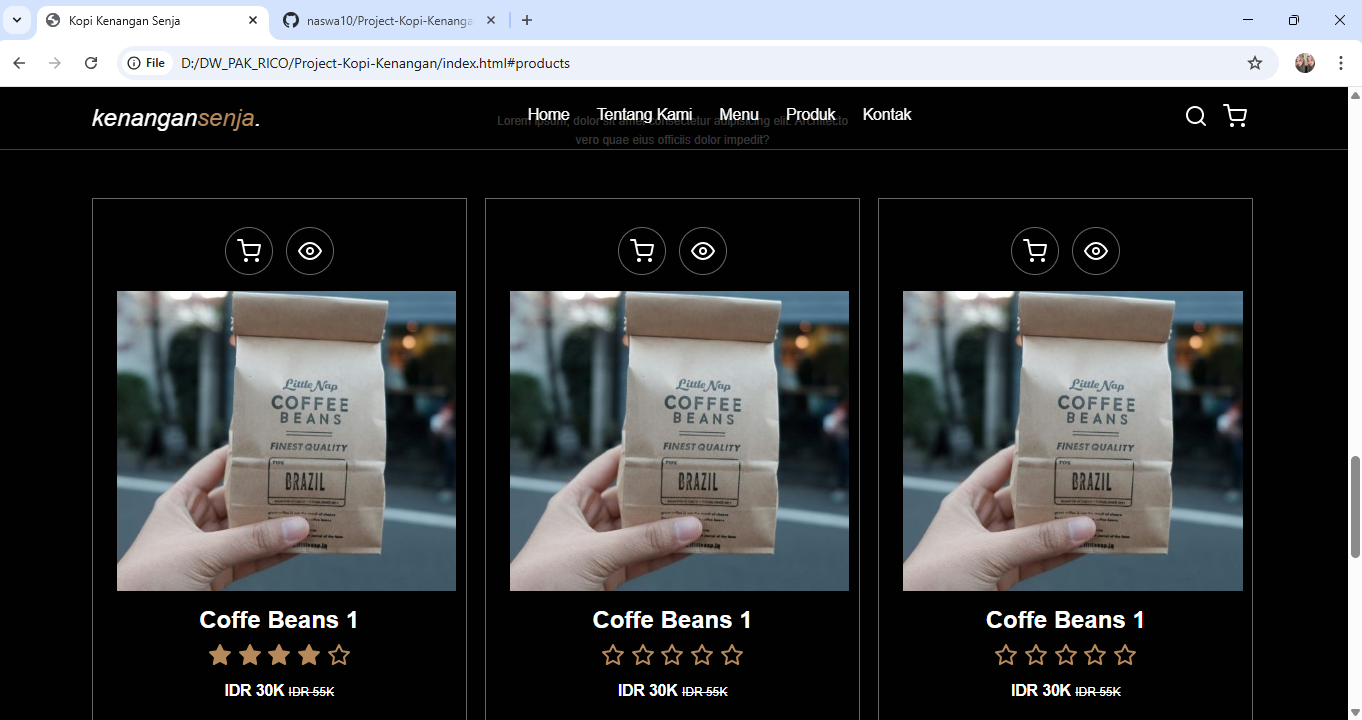 Kopi Kenangan Senja
naswa10/Project-Kopi-Kenanga
File
D:/DW_PAK_RICO/Project-Kopi-Kenangan/index.html#products
kenangansenja.
Home Tentang Kami Menu Produk Kontak
Lorem ipsum, dolor sit amet consectetur adipisicing elit. Architecto
vero quae eius officiis dolor impedit?
Little Nap
COFFEE
BEANS
FINEST QUALITY
BRAZIL
Little Nap
COFFEE
BEANS
FINEST QUALITY
BRAZIL
Little Nap
COFFEE
BEANS
FINEST QUALITY
BRAZIL
Coffe Beans 1
Coffe Beans 1
Coffe Beans 1
IDR 30K IDR 55K
IDR 30K IDR 55K
IDR 30K IDR 55K